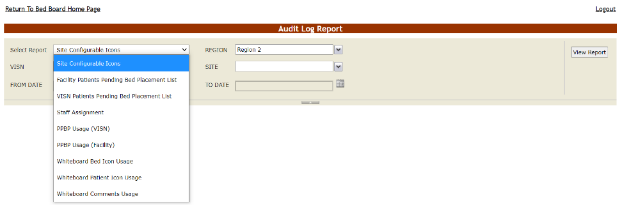 Return To Bed Board Home Page Logout
Audit Log Report
Select Report Site Configurable Icons REGION Region 2 View Report
VISN SITE
FROM DATE TO DATE
Site Configurable Icons
Facility Patients Pending Bed Placement List
VISN Patients Pending Bed Placement List
Staff Assignment
PPBP Usage (VISN)
PPBP Usage (Facility)
Whiteboard Bed Icon Usage
Whiteboard Patient Icon Usage
Whiteboard Comments Usage